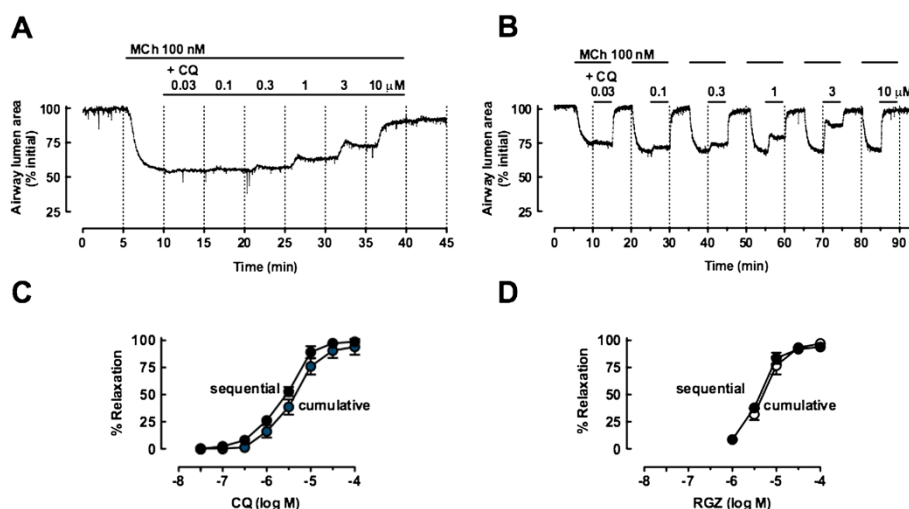 A
MCh 100 nM
+ CQ
0.03 0.1 0.3 1 3 10 μM
100
75
50
25
Airway lumen area
(% initial)
0 5 10 15 20 25 30 35 40 45
Time (min)
B
MCh 100 nM
+ CQ
0.03 0.1 0.3 1 3 10 μM
100
75
50
25
Airway lumen area
(% initial)
0 10 20 30 40 50 60 70 80 90
Time (min)
C
100
75
50
25
0
% Relaxation
sequential
cumulative
-8 -7 -6 -5 -4
CQ (log M)
D
100
75
50
25
0
% Relaxation
sequential
cumulative
-8 -7 -6 -5 -4
RGZ (log M)